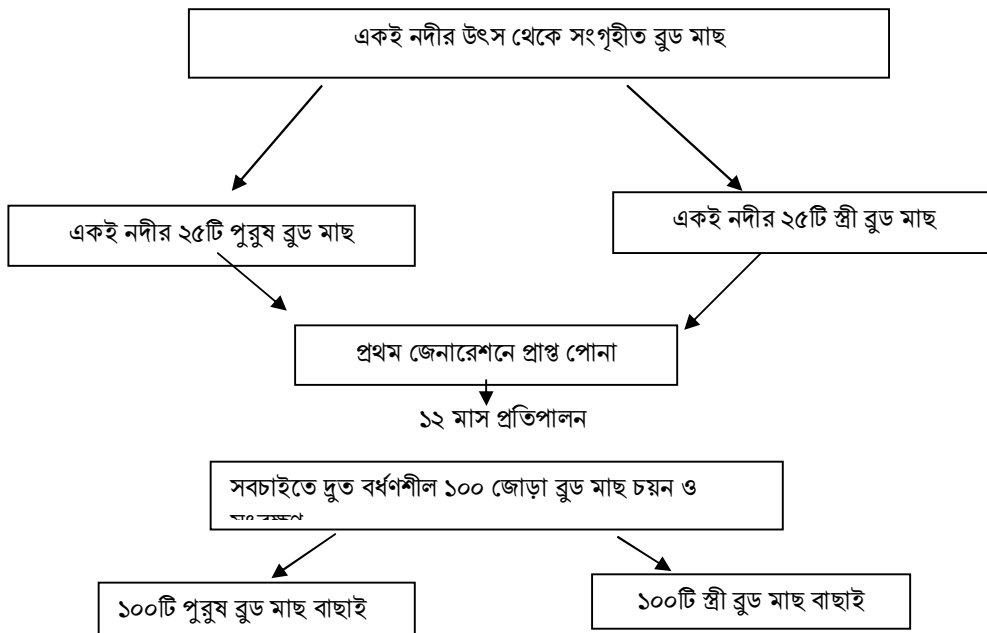 একই নদীর উৎস থেকে সংগৃহীত ব্রুড মাছ
একই নদীর ২৫টি পুরুষ ব্রুড মাছ
একই নদীর ২৫টি স্ত্রী ব্রুড মাছ
প্রথম জেনারেশনে প্রাপ্ত পোনা
১২ মাস প্রতিপালন
সবচাইতে দ্রুত বর্ধণশীল ১০০ জোড়া ব্রুড মাছ চয়ন ও
১০০টি পুরুষ ব্রুড মাছ বাছাই
১০০টি স্ত্রী ব্রুড মাছ বাছাই